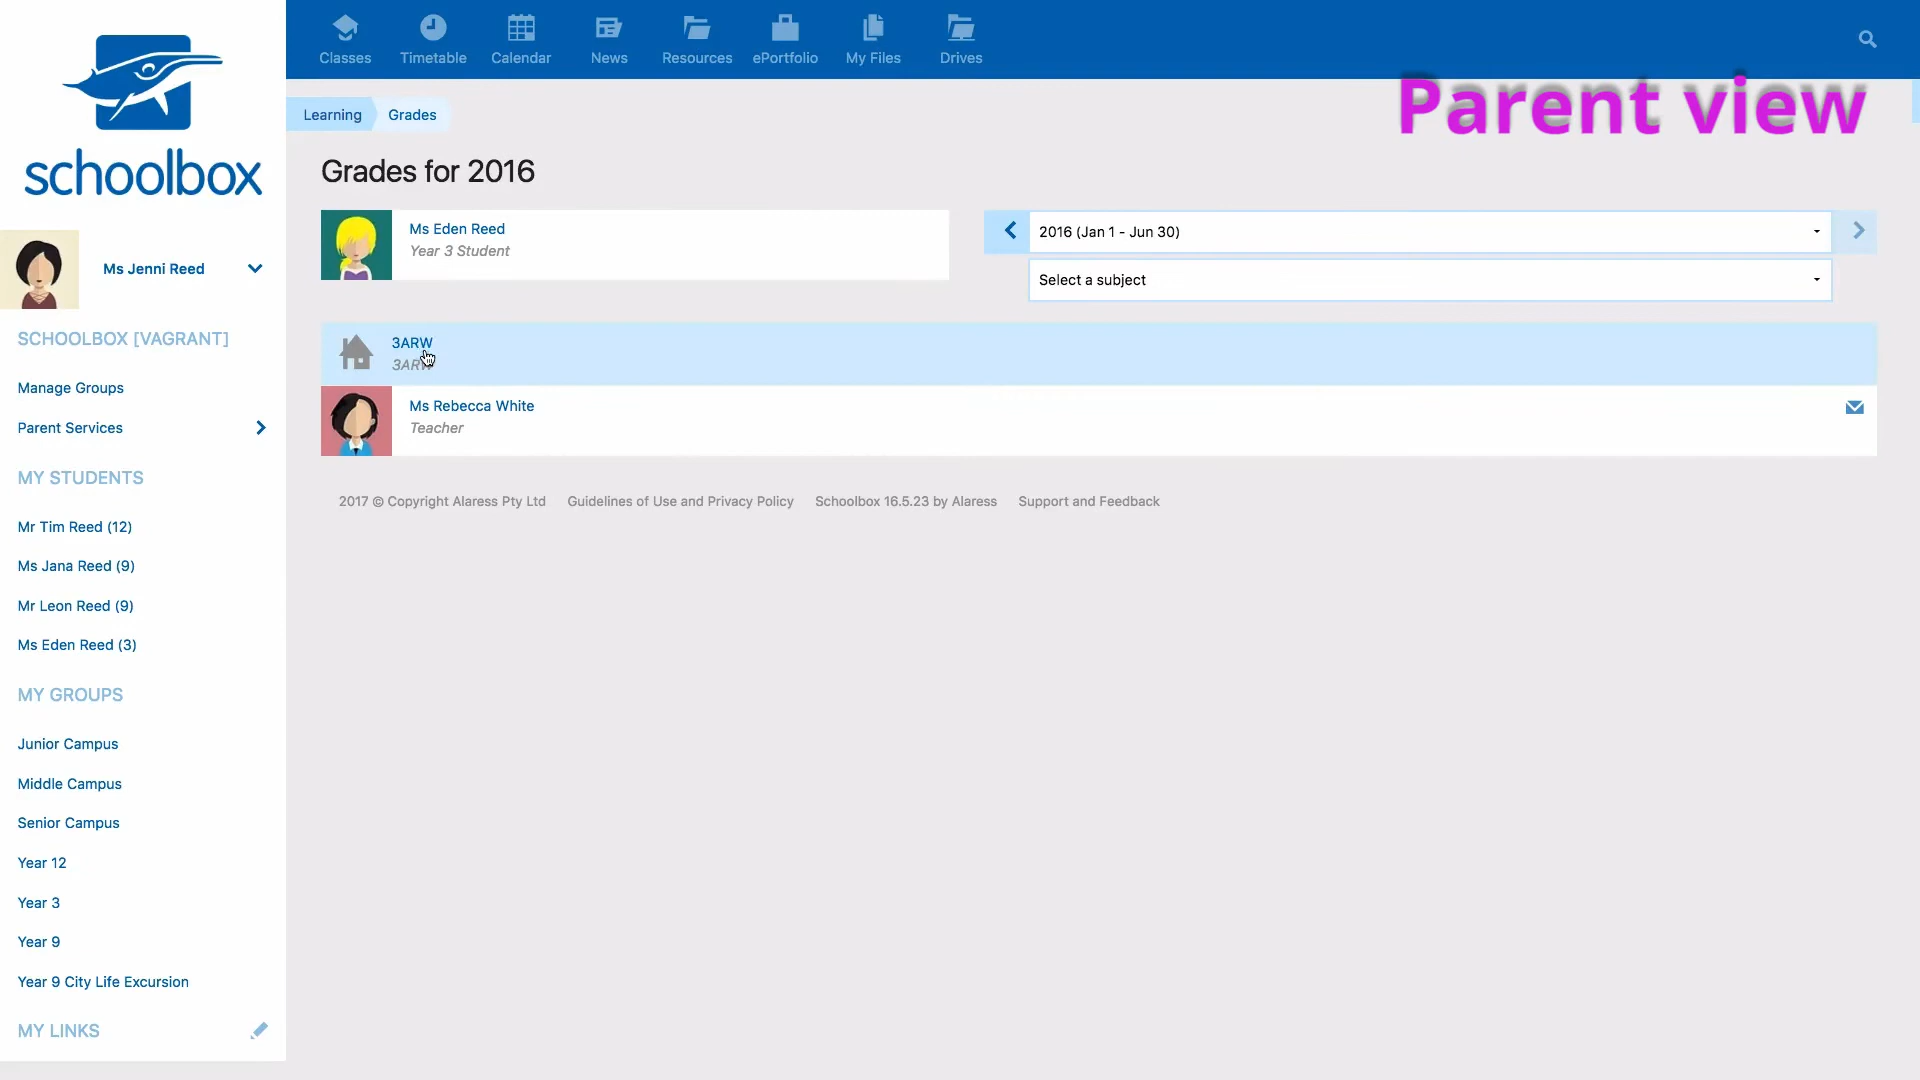 schoolbox
Ms Jenni Reed
SCHOOLBOX [VAGRANT]
Manage Groups
Parent Services
MY STUDENTS
Mr Tim Reed (12)
Ms Jana Reed (9)
Mr Leon Reed (9)
Ms Eden Reed (3)
MY GROUPS
Junior Campus
Middle Campus
Senior Campus
Year 12
Year 3
Year 9
Year 9 City Life Excursion
MY LINKS
Classes Timetable Calendar News Resources ePortfolio My Files Drives
Parent view
Learning Grades
Grades for 2016
Ms Eden Reed
Year 3 Student
2016 (Jan 1 - Jun 30)
Select a subject
3ARW
3ARW
Ms Rebecca White
Teacher
2017 © Copyright Alaress Pty Ltd Guidelines of Use and Privacy Policy Schoolbox 16.5.23 by Alaress Support and Feedback